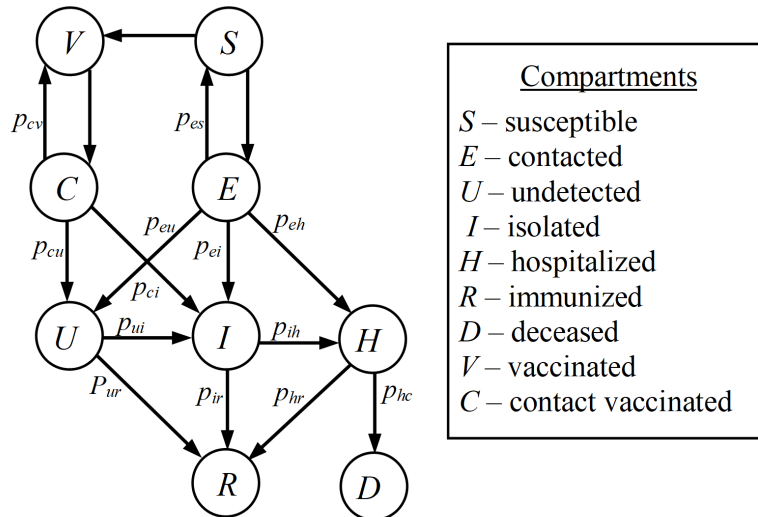 V
S
p_cv
p_es
C
E
p_cu
p_eu
p_ei
p_eh
p_ci
U
p_ui
I
p_ih
H
P_ur
p_ir
p_hr
p_hc
R
D
Compartments
S – susceptible
E – contacted
U – undetected
I – isolated
H – hospitalized
R – immunized
D – deceased
V – vaccinated
C – contact vaccinated